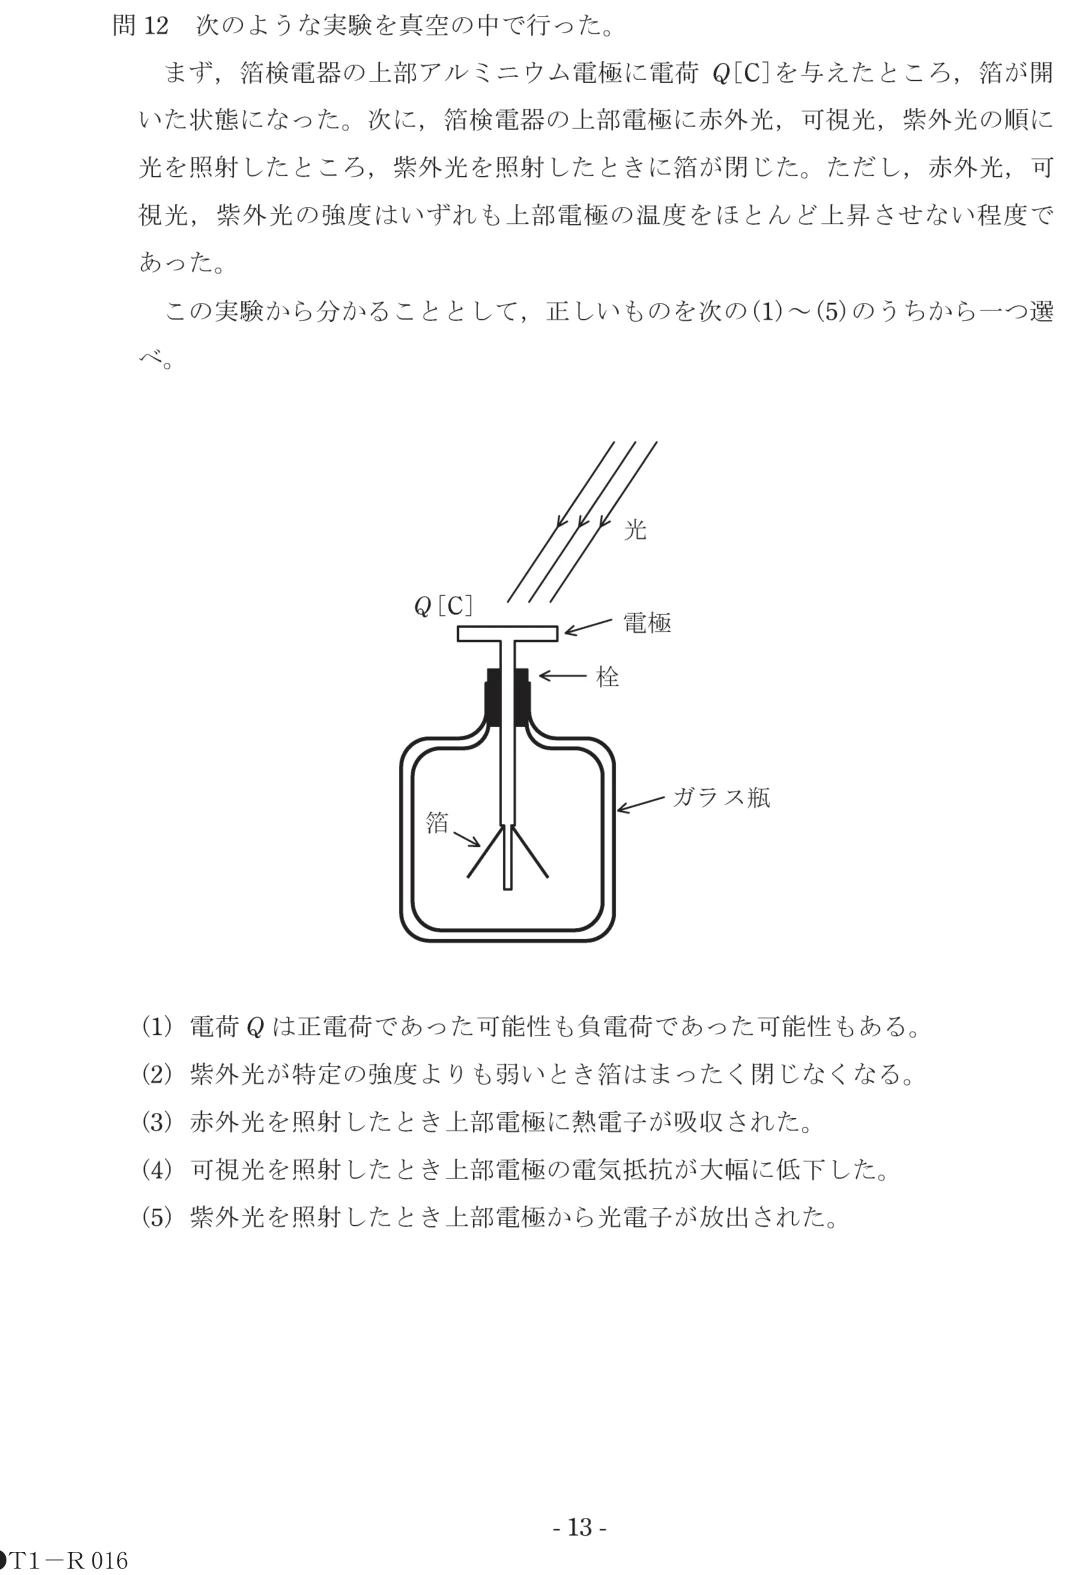 問12 次のような実験を真空の中で行った。
まず，箔検電器の上部アルミニウム電極に電荷 Q[C]を与えたところ，箔が開
いた状態になった。次に，箔検電器の上部電極に赤外光，可視光，紫外光の順に
光を照射したところ，紫外光を照射したときに箔が閉じた。ただし，赤外光，可
視光，紫外光の強度はいずれも上部電極の温度をほとんど上昇させない程度で
あった。
この実験から分かることとして，正しいものを次の(1)～(5)のうちから一つ選
べ。
光
Q[C]
電極
栓
ガラス瓶
箔
(1) 電荷 Q は正電荷であった可能性も負電荷であった可能性もある。
(2) 紫外光が特定の強度よりも弱いとき箔はまったく閉じなくなる。
(3) 赤外光を照射したとき上部電極に熱電子が吸収された。
(4) 可視光を照射したとき上部電極の電気抵抗が大幅に低下した。
(5) 紫外光を照射したとき上部電極から光電子が放出された。
- 13 -
●T1－R 016